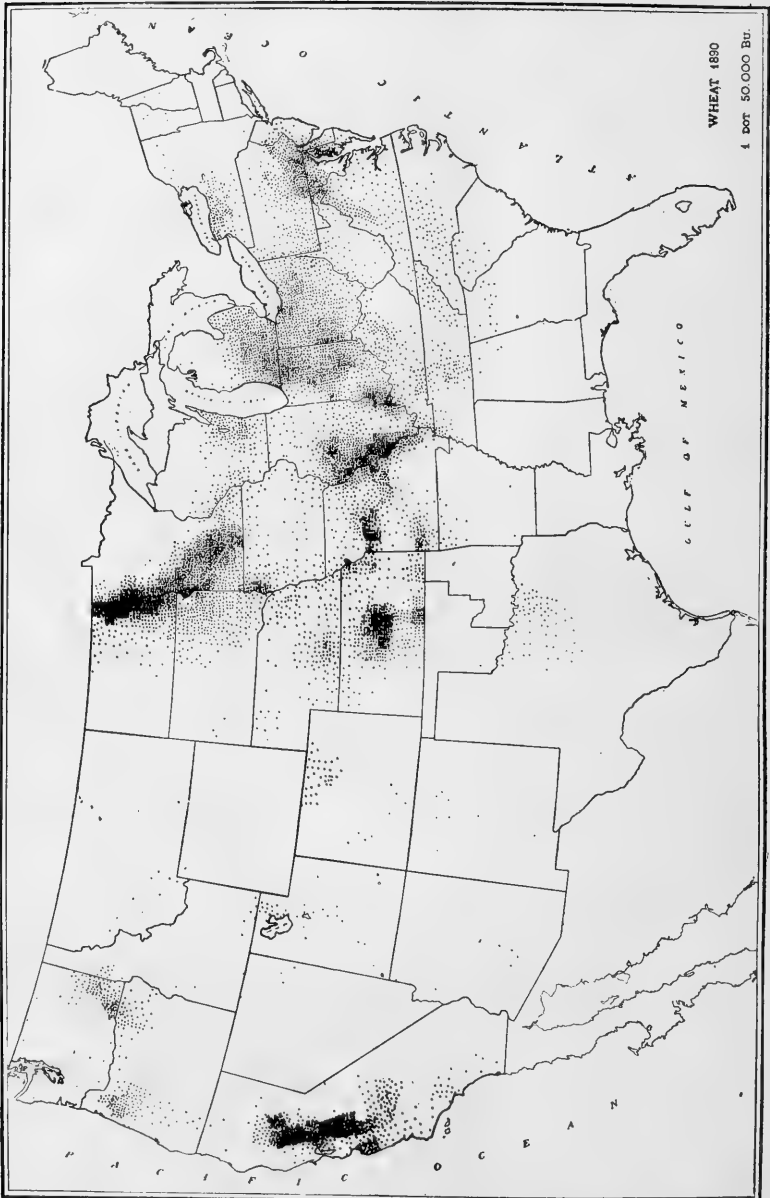 WHEAT 1890
1 DOT 50.000 BU.
ATLANTIC OCEAN
GULF OF MEXICO
PACIFIC OCEAN